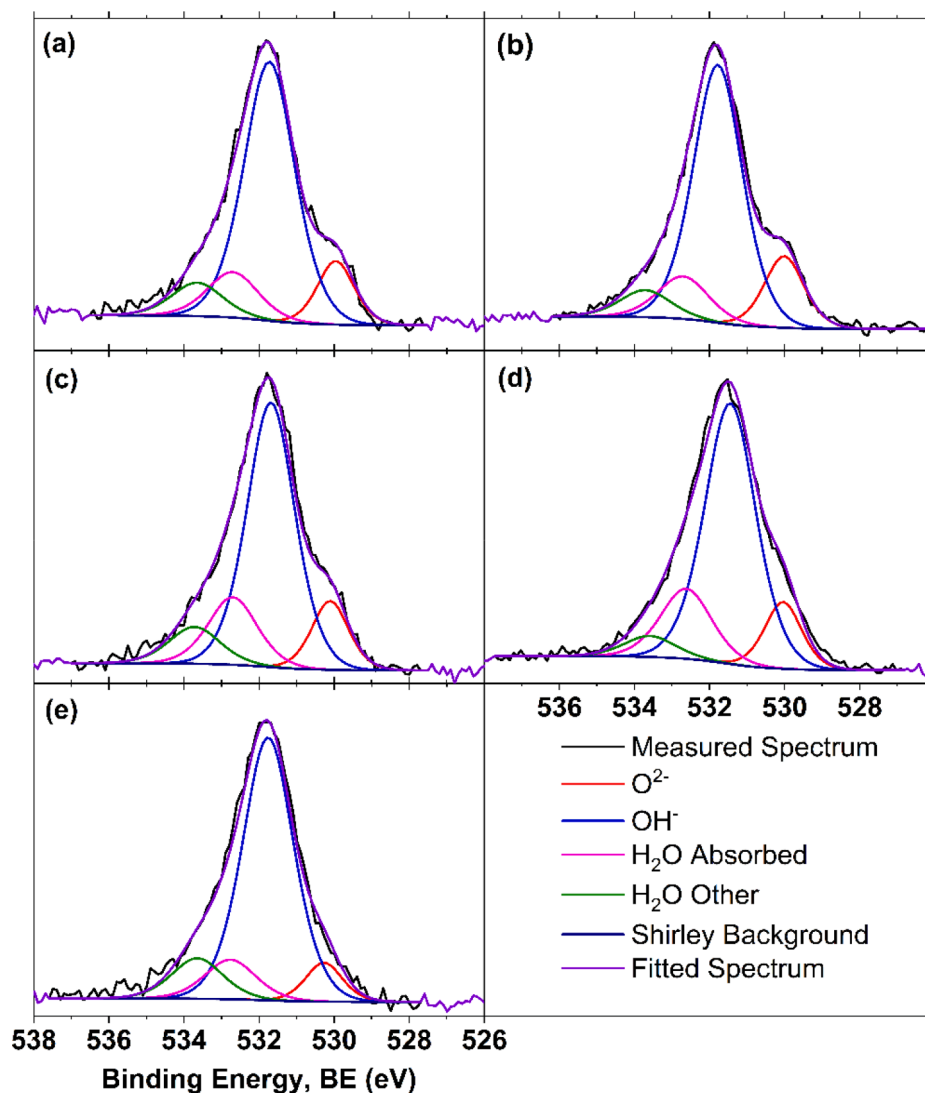 (a)
(b)
(c)
(d)
536 534 532 530 528
(e)
Measured Spectrum
O²⁻
OH⁻
H₂O Absorbed
H₂O Other
Shirley Background
Fitted Spectrum
538 536 534 532 530 528 526
Binding Energy, BE (eV)